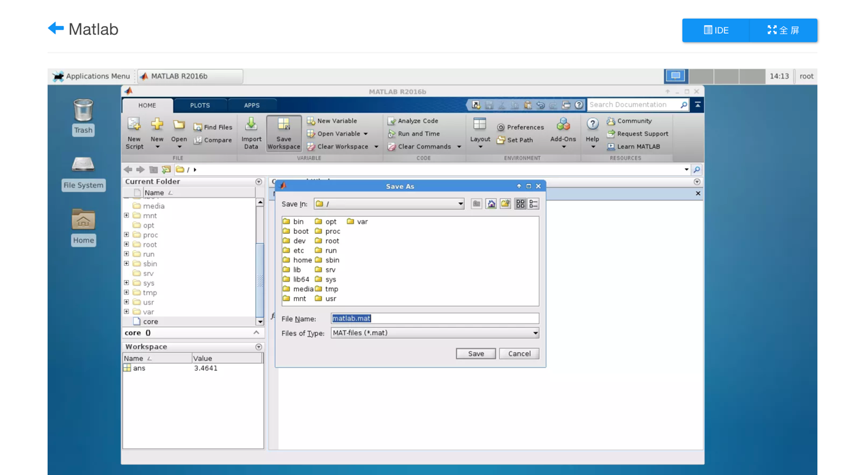 Matlab
IDE
全 屏
Applications Menu
MATLAB R2016b
14:13
root
MATLAB R2016b
HOME
PLOTS
APPS
Search Documentation
New Script
New
Open
Find Files
Compare
Import Data
Save Workspace
New Variable
Open Variable
Clear Workspace
Analyze Code
Run and Time
Clear Commands
Layout
Preferences
Set Path
Add-Ons
Help
Community
Request Support
Learn MATLAB
FILE
VARIABLE
CODE
ENVIRONMENT
RESOURCES
/
Trash
File System
Home
Current Folder
Name
media
mnt
opt
proc
root
run
sbin
srv
sys
tmp
usr
var
core
core ()
Workspace
Name
Value
ans
3.4641
Save As
Save In:
/
bin opt var
boot proc
dev root
etc run
home sbin
lib srv
lib64 sys
media tmp
mnt usr
File Name:
matlab.mat
Files of Type:
MAT-files (*.mat)
Save
Cancel